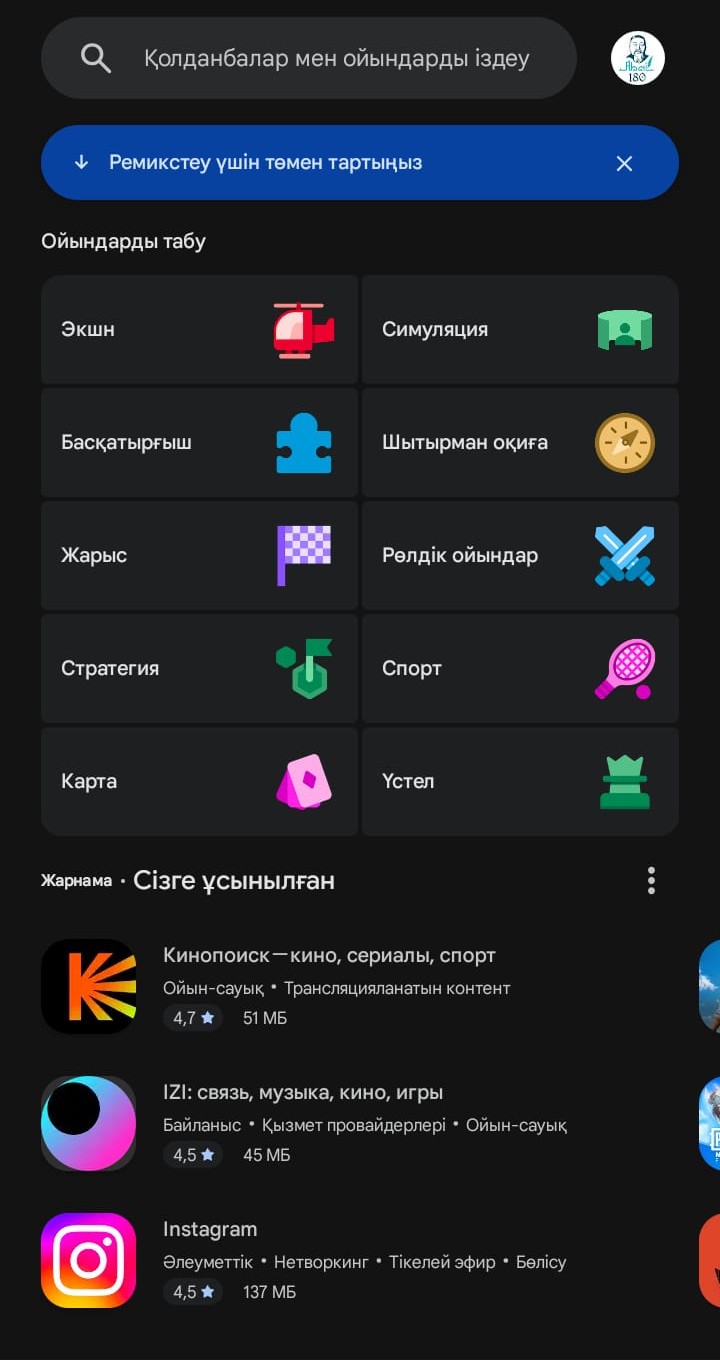 Қолданбалар мен ойындарды іздеу
Abai
180
Ремикстеу үшін төмен тартыңыз
Ойындарды табу
Экшн
Симуляция
Басқатырғыш
Шытырман оқиға
Жарыс
Рөлдік ойындар
Стратегия
Спорт
Карта
Үстел
Жарнама · Сізге ұсынылған
Кинопоиск—кино, сериалы, спорт
Ойын-сауық • Трансляцияланатын контент
4,7 ★ 51 МБ
IZI: связь, музыка, кино, игры
Байланыс • Қызмет провайдерлері • Ойын-сауық
4,5 ★ 45 МБ
Instagram
Әлеуметтік • Нетворкинг • Тікелей эфир • Бөлісу
4,5 ★ 137 МБ